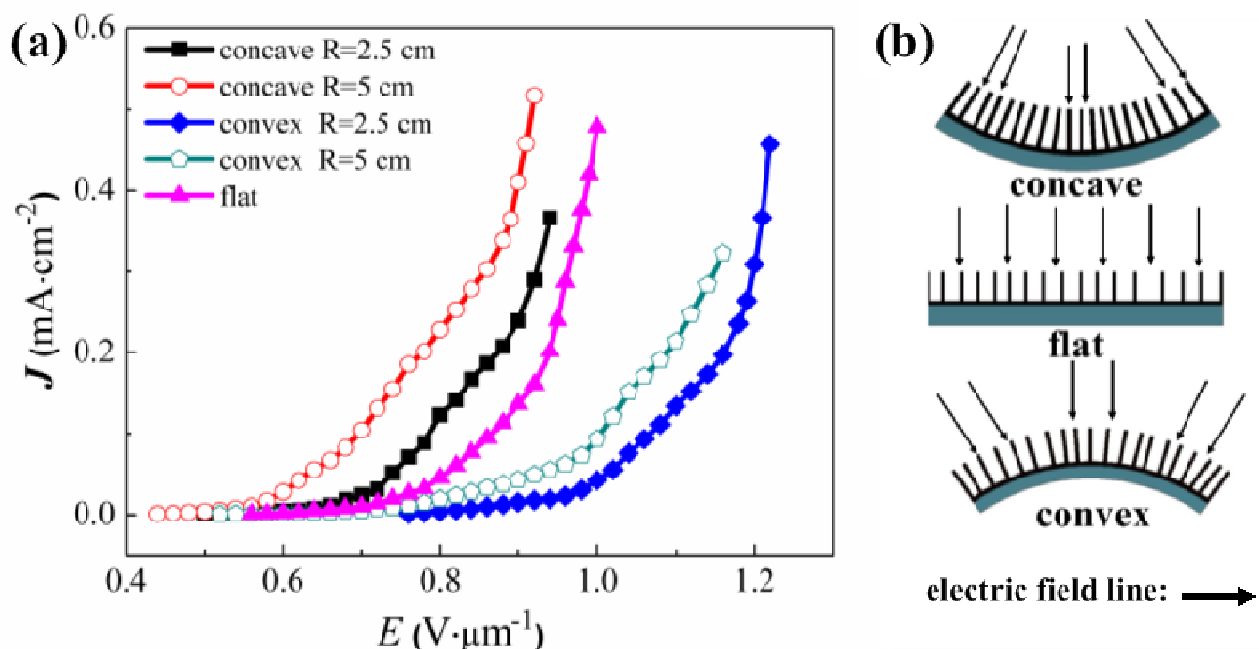 (a)
0.6
concave R=2.5 cm
concave R=5 cm
convex R=2.5 cm
convex R=5 cm
flat
0.4
0.2
0.0
J (mA·cm⁻²)
0.4
0.6
0.8
1.0
1.2
E (V·μm⁻¹)
(b)
concave
flat
convex
electric field line: